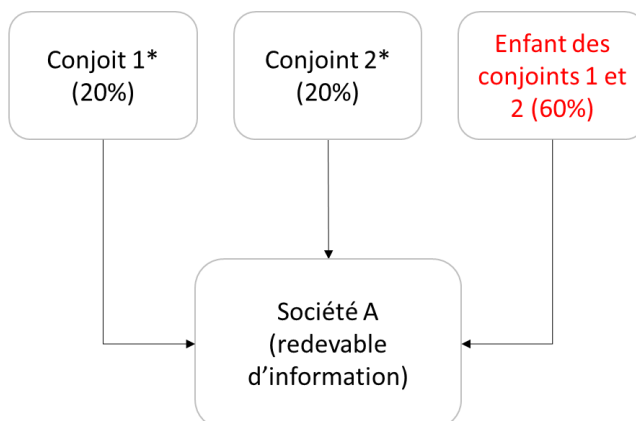 Conjoit 1*
(20%)
Conjoint 2*
(20%)
Enfant des
conjoints 1 et
2 (60%)
Société A
(redevable
d’information)